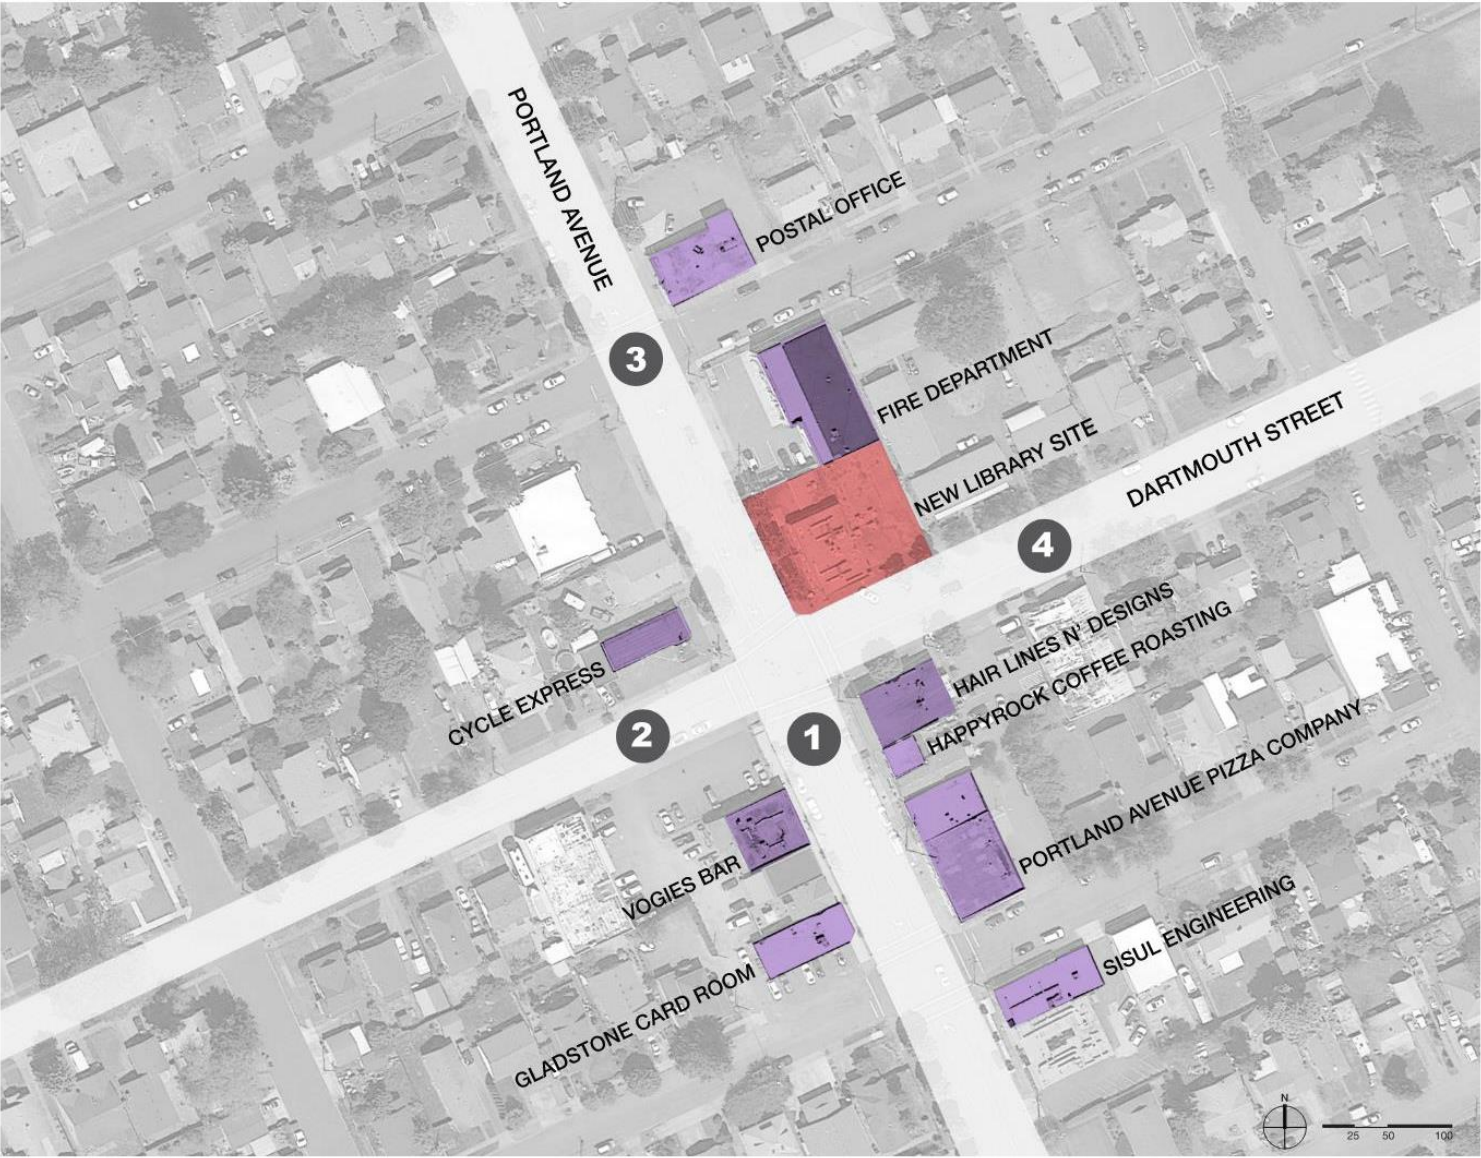 PORTLAND AVENUE
POSTAL OFFICE
3
FIRE DEPARTMENT
NEW LIBRARY SITE
DARTMOUTH STREET
4
CYCLE EXPRESS
2
1
HAIR LINES N' DESIGNS
HAPPYROCK COFFEE ROASTING
PORTLAND AVENUE PIZZA COMPANY
VOGIES BAR
GLADSTONE CARD ROOM
SISUL ENGINEERING
N
25 50 100